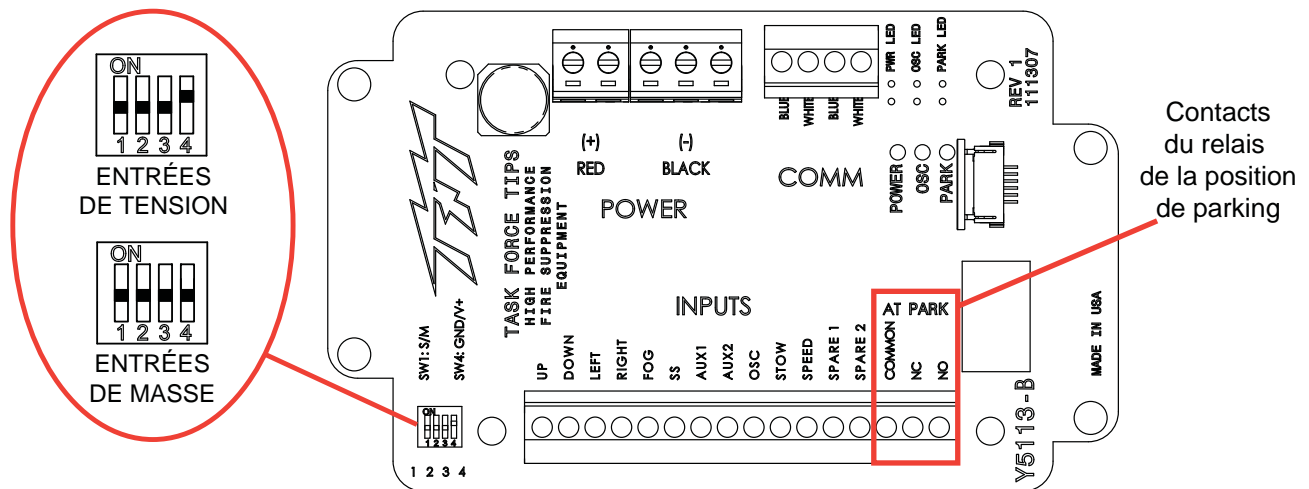 ON
1 2 3 4
ENTRÉES
DE TENSION
ON
1 2 3 4
ENTRÉES
DE MASSE
TFT
TASK FORCE TIPS
HIGH PERFORMANCE
FIRE SUPPRESSION
EQUIPMENT
(+)
RED
(-)
BLACK
POWER
BLUE
WHITE
BLUE
WHITE
COMM
PWR LED
OSC LED
PARK LED
POWER
OSC
PARK
REV 1
111307
Contacts
du relais
de la position
de parking
SW1: S/M
SW4: GND/V+
ON
1 2 3 4
1 2 3 4
INPUTS
UP
DOWN
LEFT
RIGHT
FOG
SS
AUX1
AUX2
OSC
STOW
SPEED
SPARE 1
SPARE 2
AT PARK
COMMON
NC
NO
Y5113-B
MADE IN USA